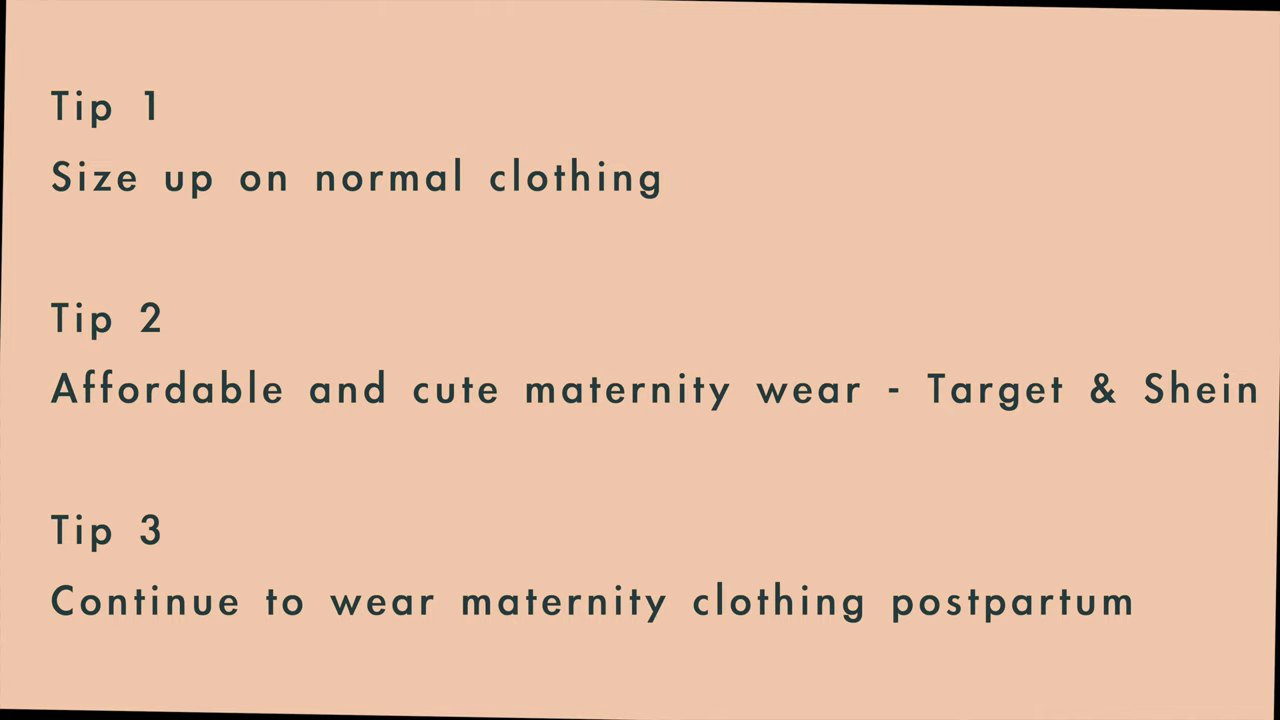 Tip 1
Size up on normal clothing
Tip 2
Affordable and cute maternity wear - Target & Shein
Tip 3
Continue to wear maternity clothing postpartum